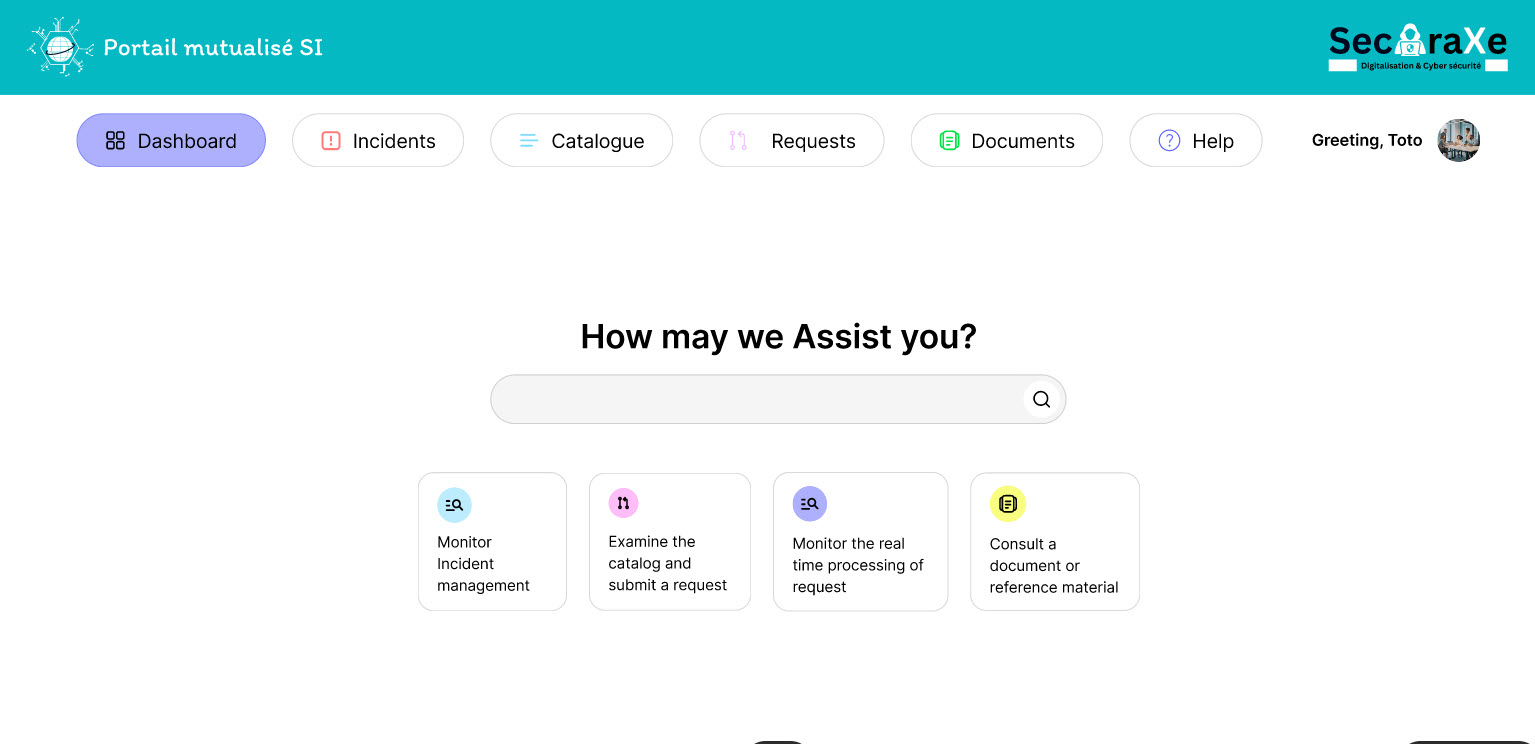 Portail mutualisé SI
SecuraXe
Digitalisation & Cyber sécurité
Dashboard
Incidents
Catalogue
Requests
Documents
Help
Greeting, Toto
How may we Assist you?
Monitor
Incident
management
Examine the
catalog and
submit a request
Monitor the real
time processing of
request
Consult a
document or
reference material